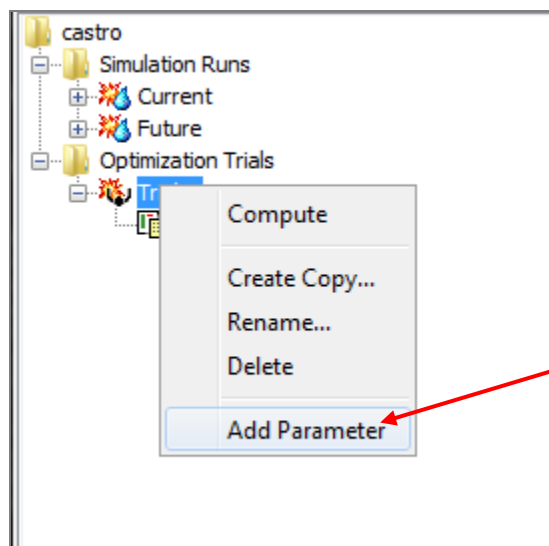 castro
Simulation Runs
Current
Future
Optimization Trials
Compute
Create Copy...
Rename...
Delete
Add Parameter